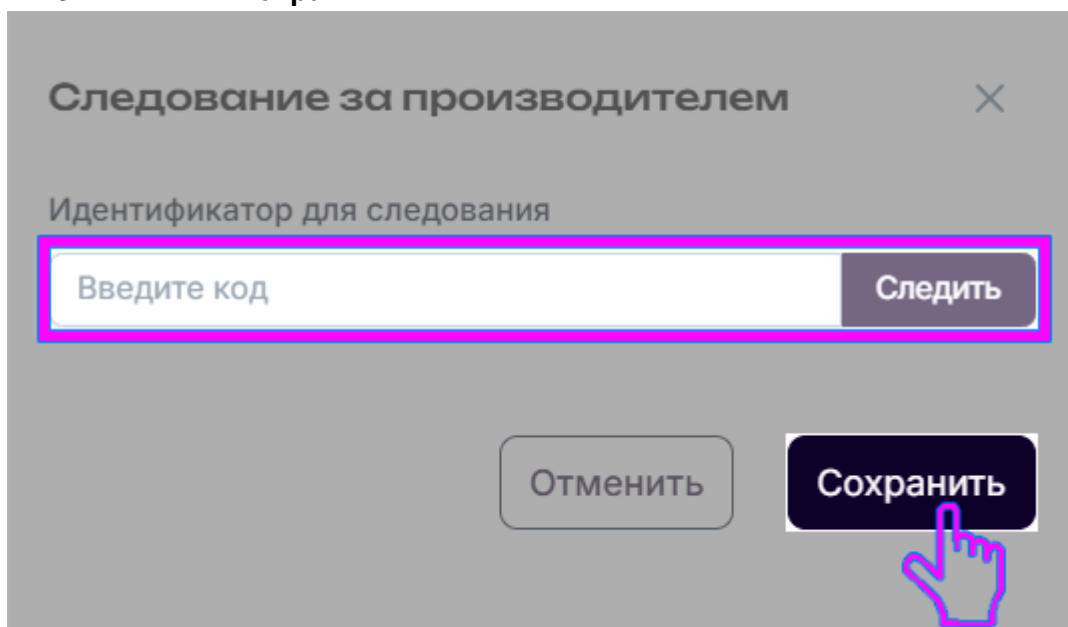 Следование за производителем
Идентификатор для следования
Введите код
Следить
Отменить
Сохранить